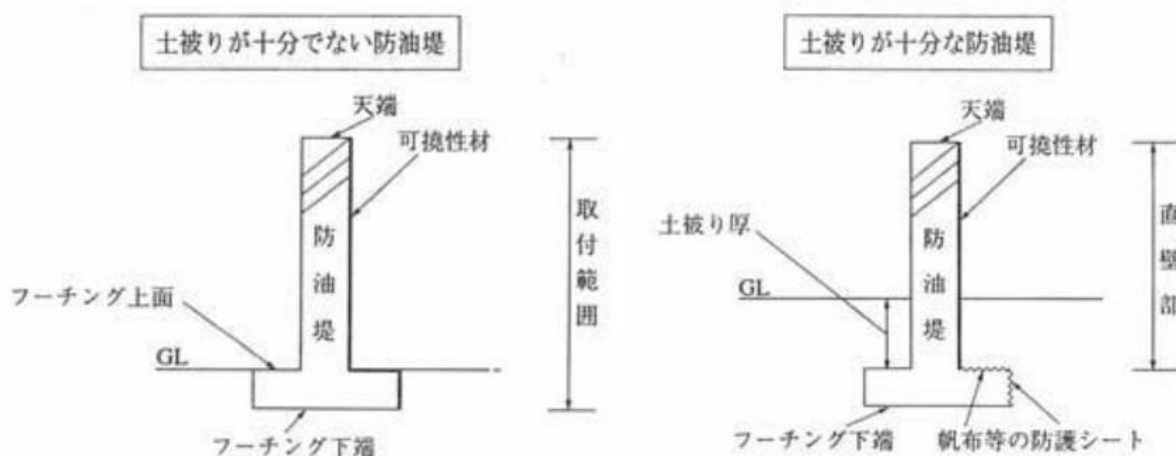 土被りが十分でない防油堤
天端
可撓性材
取付範囲
防油堤
フーチング上面
GL
フーチング下端
土被りが十分な防油堤
天端
可撓性材
土被り厚
直壁部
防油堤
GL
フーチング下端
帆布等の防護シート